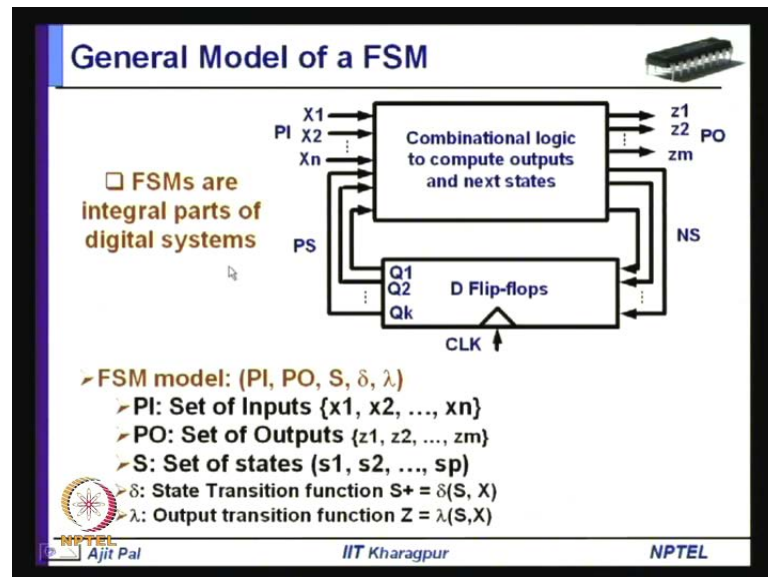 General Model of a FSM
X1
PI X2
Xn
Combinational logic
to compute outputs
and next states
z1
z2 PO
zm
❑ FSMs are
integral parts of
digital systems
PS
NS
Q1
Q2
Qk
D Flip-flops
CLK
➢FSM model: (PI, PO, S, δ, λ)
➢PI: Set of Inputs {x1, x2, ..., xn}
➢PO: Set of Outputs {z1, z2, ..., zm}
➢S: Set of states (s1, s2, ..., sp)
➢δ: State Transition function S+ = δ(S, X)
➢λ: Output transition function Z = λ(S,X)
NPTEL
Ajit Pal IIT Kharagpur NPTEL